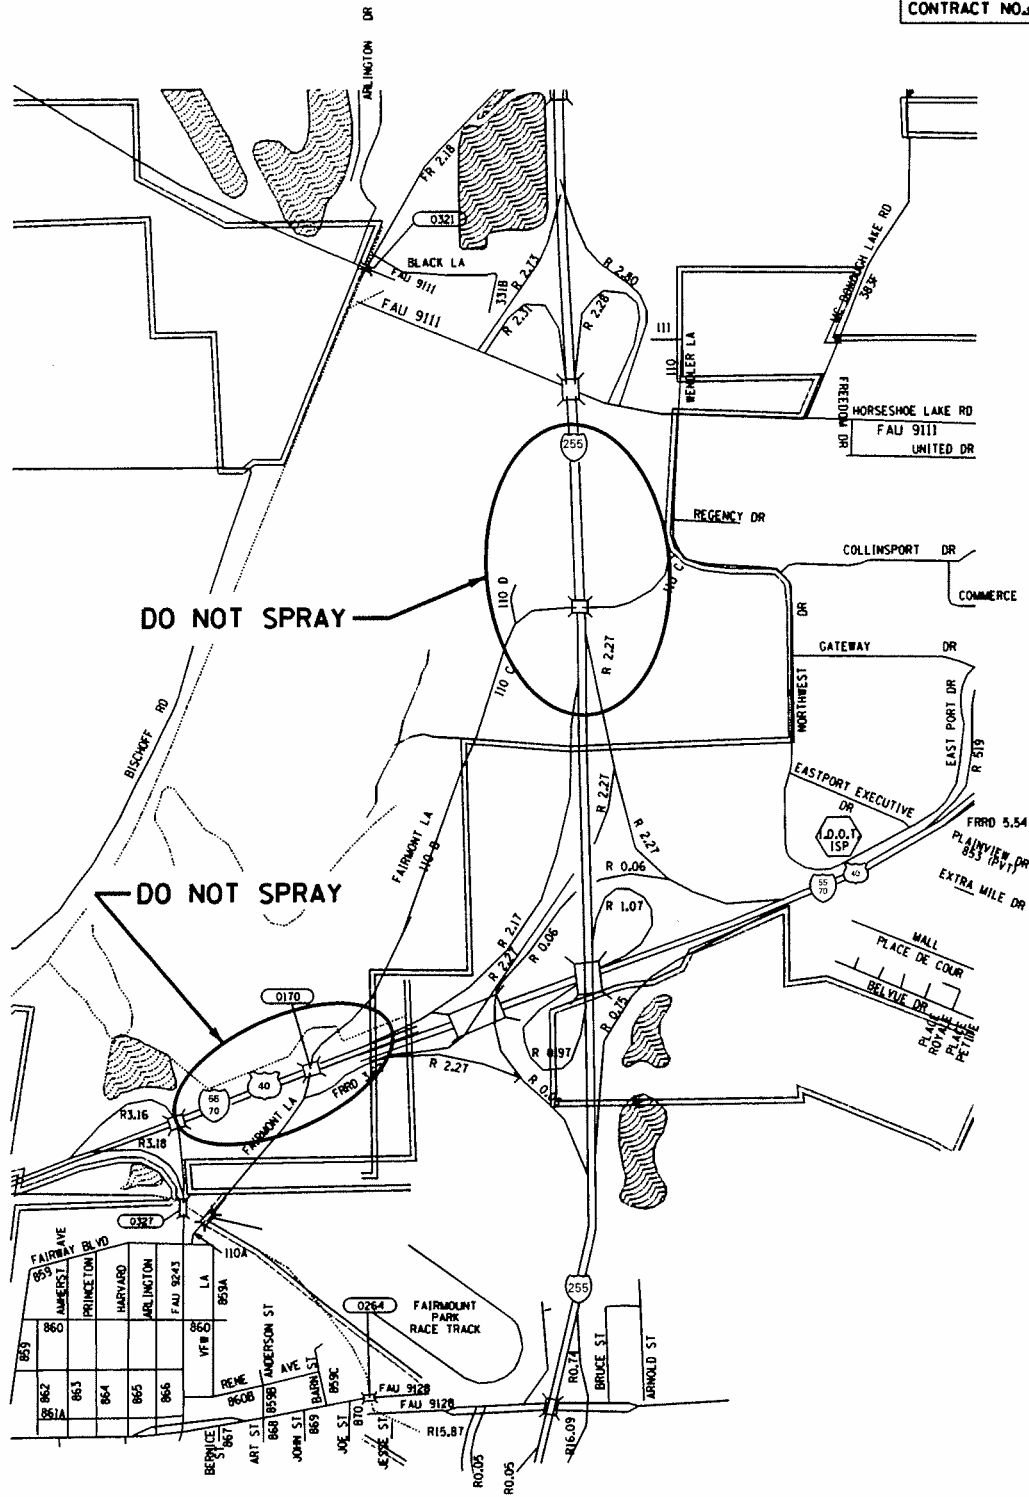 CONTRACT NO.
ARLINGTON DR
FR 2.18
0321
BLACK LA
FAU 9111
331B
FAU 9111
R 2.73
R 2.80
R 2.31
R 2.28
111
110
WENDLER LA
MC DONOUGH LAKE RD
383F
FREEDOM DR
HORSESHOE LAKE RD
FAU 9111
UNITED DR
255
REGENCY DR
COLLINSPORT DR
COMMERCE
110 D
110 C
DO NOT SPRAY
R 2.27
110 C
GATEWAY DR
NORTHWEST DR
BISCHOFF RD
EAST PORT DR
R 519
EASTPORT EXECUTIVE DR
I.D.O.T.
ISP
FRRD 5.54
PLAINVIEW DR
853 (PVT)
EXTRA MILE DR
R 2.27
R 2.27
FAIRMONT LA
110 B
R 0.06
55
70
40
DO NOT SPRAY
R 1.07
MALL
PLACE DE COUR
BELVUE DR
PLACE ROYALE
PLACE PETITE
R 2.17
R 2.27
R 0.06
0170
R 0.75
R 0.97
R 2.27
FRRD 3
40
55
70
R3.16
R3.18
FAIRMONT LA
0327
110A
FAIRWAY BLVD
859
AMHERST AVE
PRINCETON
HARVARD
ARLINGTON
FAU 9243
LA
859A
860
860
VFW
859
862
861A
863
864
865
866
0264
FAIRMOUNT
PARK
RACE TRACK
255
RENE AVE
860B
ANDERSON ST
859B
BARN ST
859C
FAU 9128
FAU 9128
R0.74
BRUCE ST
ARNOLD ST
BERNICE ST
867
ART ST
868
JOHN ST
869
JOE ST
870
JESSE ST
R15.87
R0.05
R0.05
R16.09